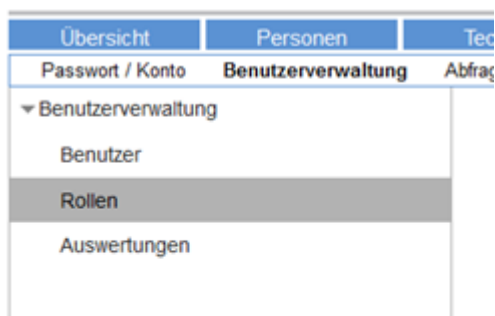 Übersicht Personen
Passwort / Konto Benutzerverwaltung
Benutzerverwaltung
Benutzer
Rollen
Auswertungen